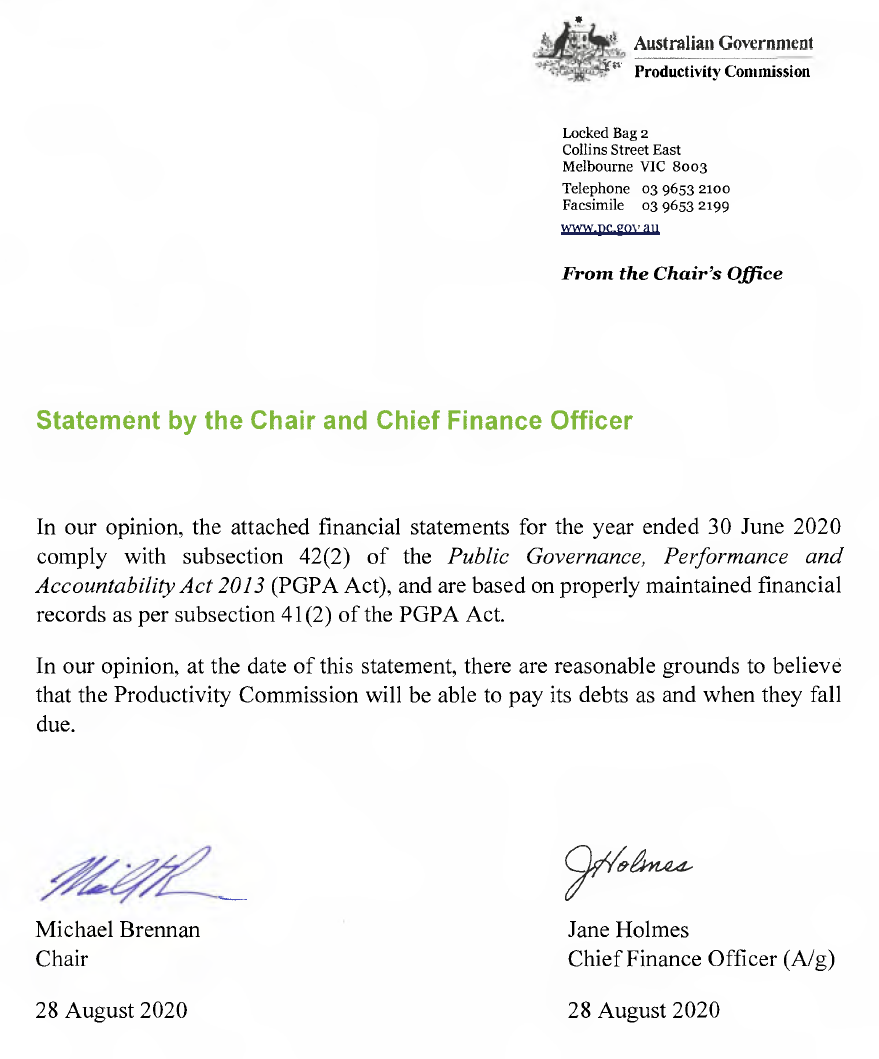 Australian Government
Productivity Commission
Locked Bag 2
Collins Street East
Melbourne VIC 8003
Telephone 03 9653 2100
Facsimile 03 9653 2199
www.pc.gov.au
From the Chair's Office
Statement by the Chair and Chief Finance Officer
In our opinion, the attached financial statements for the year ended 30 June 2020
comply with subsection 42(2) of the Public Governance, Performance and
Accountability Act 2013 (PGPA Act), and are based on properly maintained financial
records as per subsection 41(2) of the PGPA Act.
In our opinion, at the date of this statement, there are reasonable grounds to believe
that the Productivity Commission will be able to pay its debts as and when they fall
due.
JHolmes
Michael Brennan
Jane Holmes
Chair
Chief Finance Officer (A/g)
28 August 2020
28 August 2020